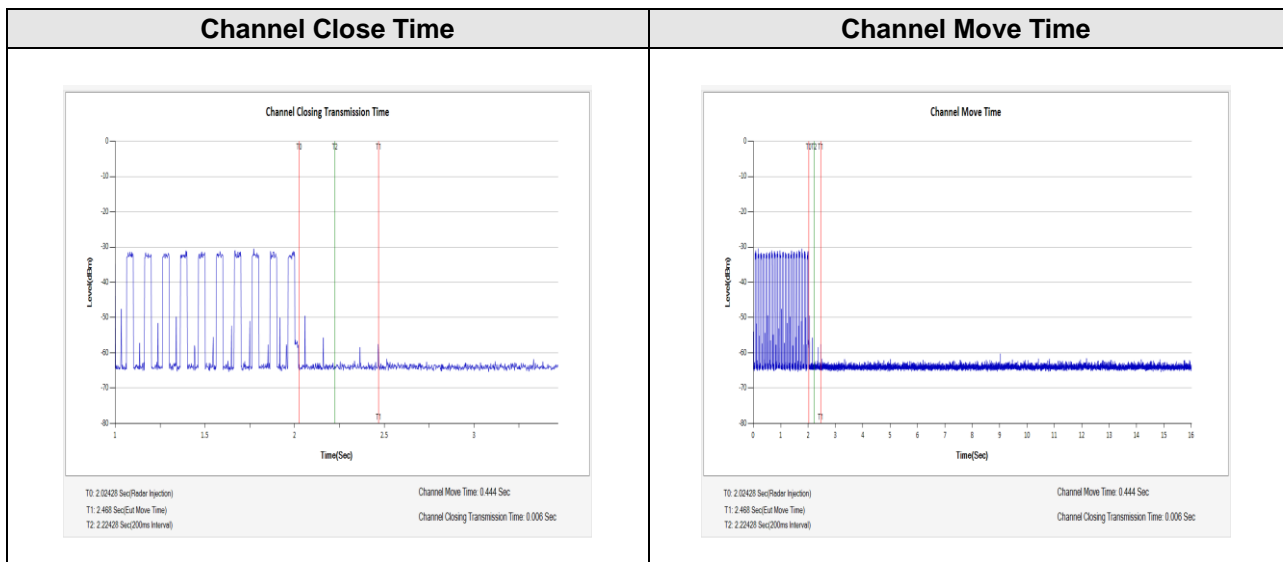 Channel Close Time
Channel Move Time
Channel Closing Transmission Time
0
-10
-20
-30
-40
-50
-60
-70
-80
Level(dBm)
T0
T2
T1
T1
1
1.5
2
2.5
3
Time(Sec)
T0: 2.02428 Sec(Radar Injection)
T1: 2.468 Sec(Eut Move Time)
T2: 2.22428 Sec(200ms Interval)
Channel Move Time: 0.444 Sec
Channel Closing Transmission Time: 0.006 Sec
Channel Move Time
0
-10
-20
-30
-40
-50
-60
-70
-80
Level(dBm)
T0 T2 T1
T1
0 1 2 3 4 5 6 7 8 9 10 11 12 13 14 15 16
Time(Sec)
T0: 2.02428 Sec(Radar Injection)
T1: 2.468 Sec(Eut Move Time)
T2: 2.22428 Sec(200ms Interval)
Channel Move Time: 0.444 Sec
Channel Closing Transmission Time: 0.006 Sec